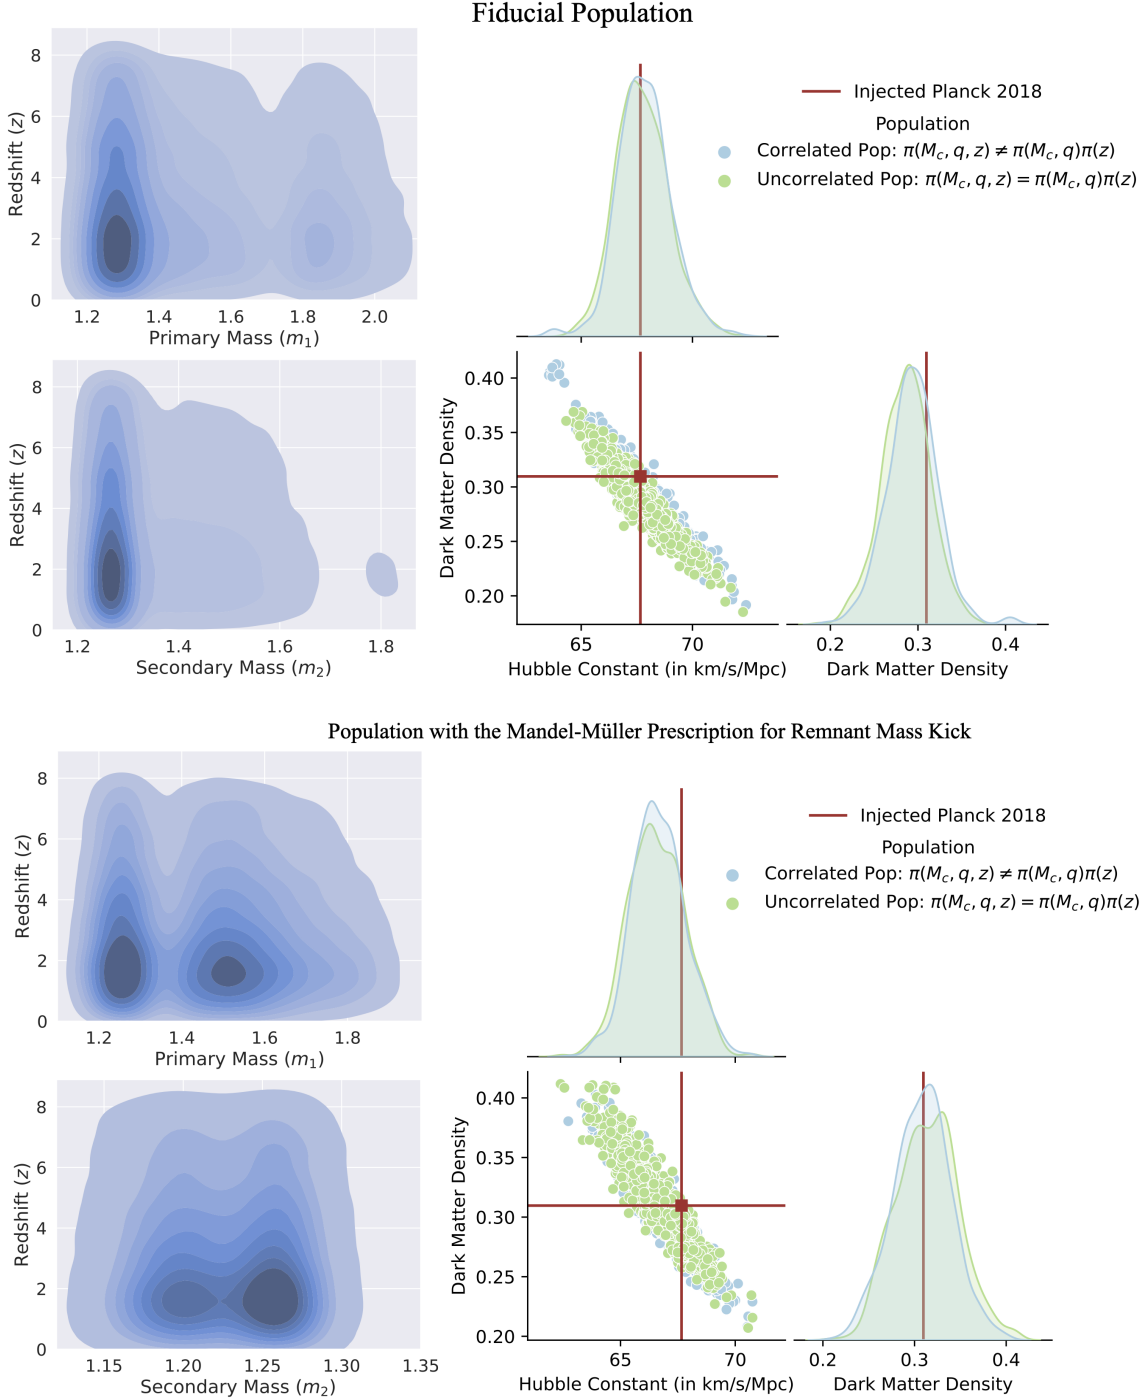 Fiducial Population
8
6
4
2
0
Redshift (z)
1.2 1.4 1.6 1.8 2.0
Primary Mass (m₁)
8
6
4
2
0
Redshift (z)
1.2 1.4 1.6 1.8
Secondary Mass (m₂)
Injected Planck 2018
Population
Correlated Pop: π(M_c, q, z) ≠ π(M_c, q)π(z)
Uncorrelated Pop: π(M_c, q, z) = π(M_c, q)π(z)
0.40
0.35
0.30
0.25
0.20
Dark Matter Density
65 70
Hubble Constant (in km/s/Mpc)
0.2 0.3 0.4
Dark Matter Density
Population with the Mandel-Müller Prescription for Remnant Mass Kick
8
6
4
2
0
Redshift (z)
1.2 1.4 1.6 1.8
Primary Mass (m₁)
8
6
4
2
0
Redshift (z)
1.15 1.20 1.25 1.30 1.35
Secondary Mass (m₂)
Injected Planck 2018
Population
Correlated Pop: π(M_c, q, z) ≠ π(M_c, q)π(z)
Uncorrelated Pop: π(M_c, q, z) = π(M_c, q)π(z)
0.40
0.35
0.30
0.25
0.20
Dark Matter Density
65 70
Hubble Constant (in km/s/Mpc)
0.2 0.3 0.4
Dark Matter Density